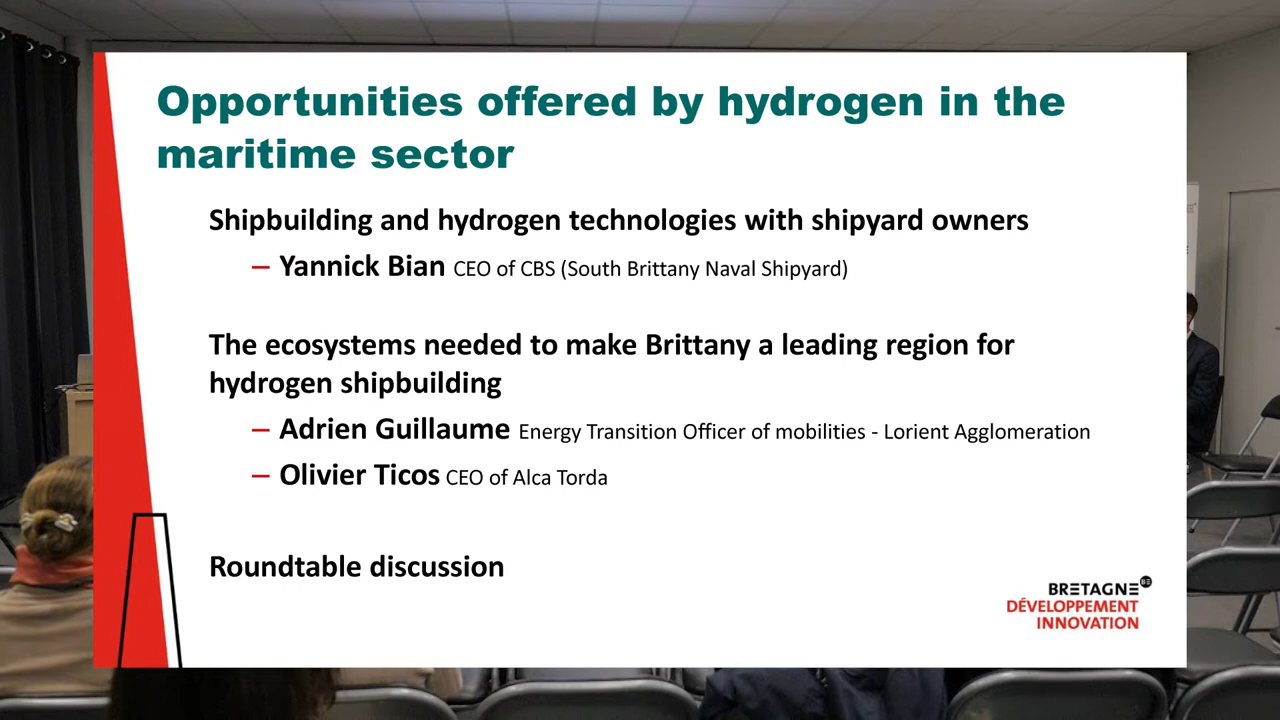 Opportunities offered by hydrogen in the
maritime sector
Shipbuilding and hydrogen technologies with shipyard owners
– Yannick Bian CEO of CBS (South Brittany Naval Shipyard)
The ecosystems needed to make Brittany a leading region for
hydrogen shipbuilding
– Adrien Guillaume Energy Transition Officer of mobilities - Lorient Agglomeration
– Olivier Ticos CEO of Alca Torda
Roundtable discussion
BRETAGNE
DÉVELOPPEMENT
INNOVATION